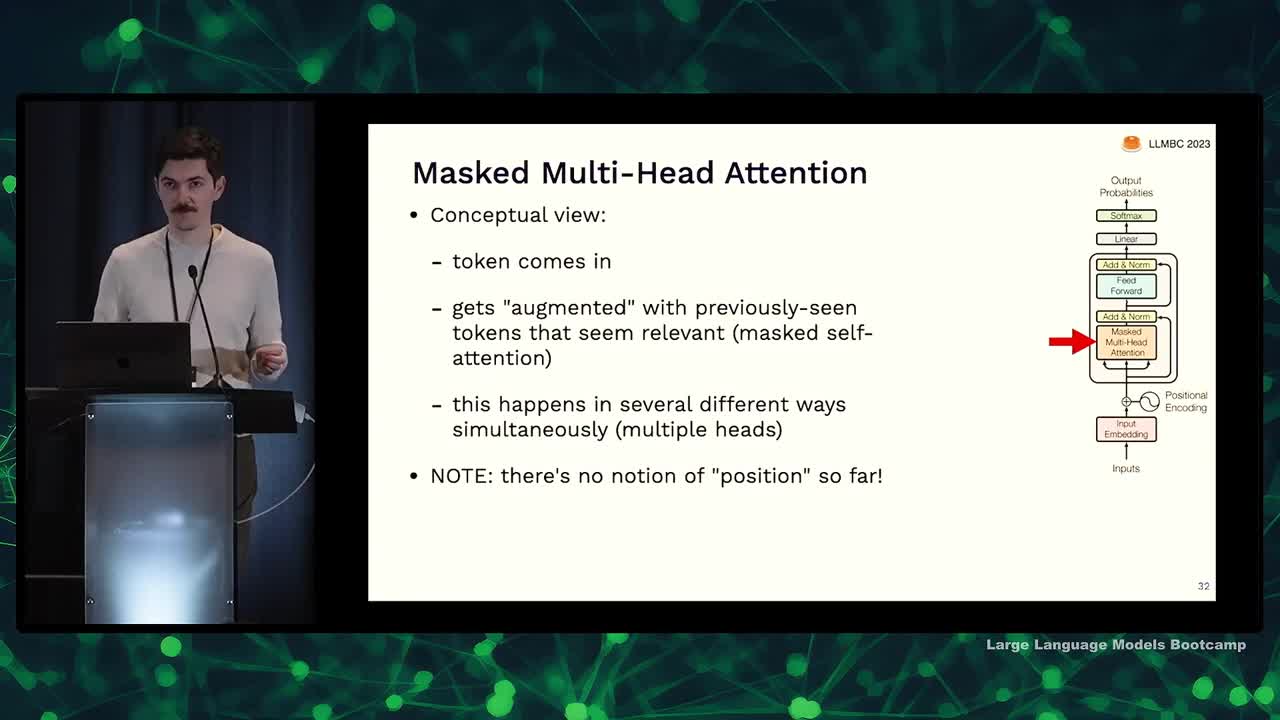 LLMBC 2023
Masked Multi-Head Attention
• Conceptual view:
– token comes in
– gets "augmented" with previously-seen
tokens that seem relevant (masked self-
attention)
– this happens in several different ways
simultaneously (multiple heads)
• NOTE: there's no notion of "position" so far!
Output
Probabilities
Softmax
Linear
Add & Norm
Feed
Forward
Add & Norm
Masked
Multi-Head
Attention
Positional
Encoding
Input
Embedding
Inputs
32
Large Language Models Bootcamp